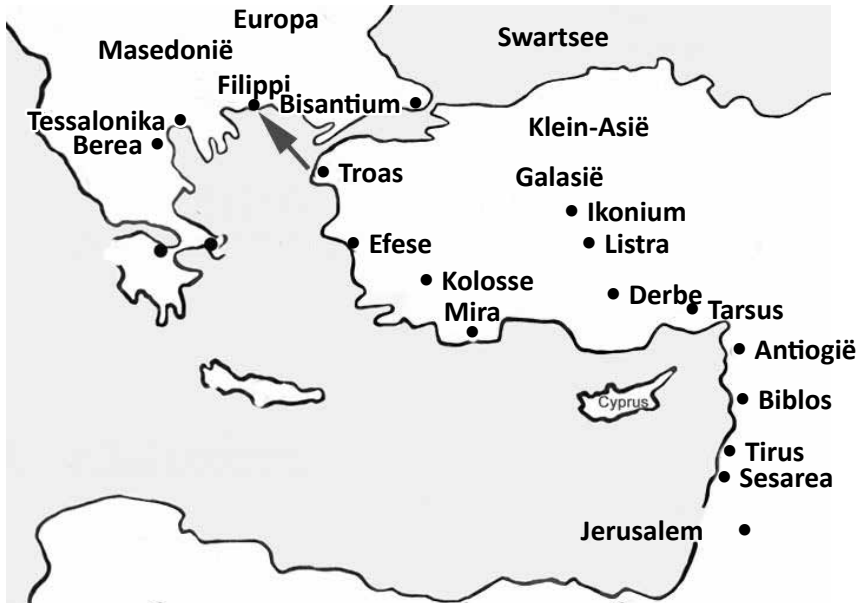 Europa
Swartsee
Masedonië
Filippi
Bisantium
Tessalonika
Berea
Klein-Asië
Troas
Galasië
Ikonium
Efese
Listra
Kolosse
Derbe
Mira
Tarsus
Antiogië
Cyprus
Biblos
Tirus
Sesarea
Jerusalem